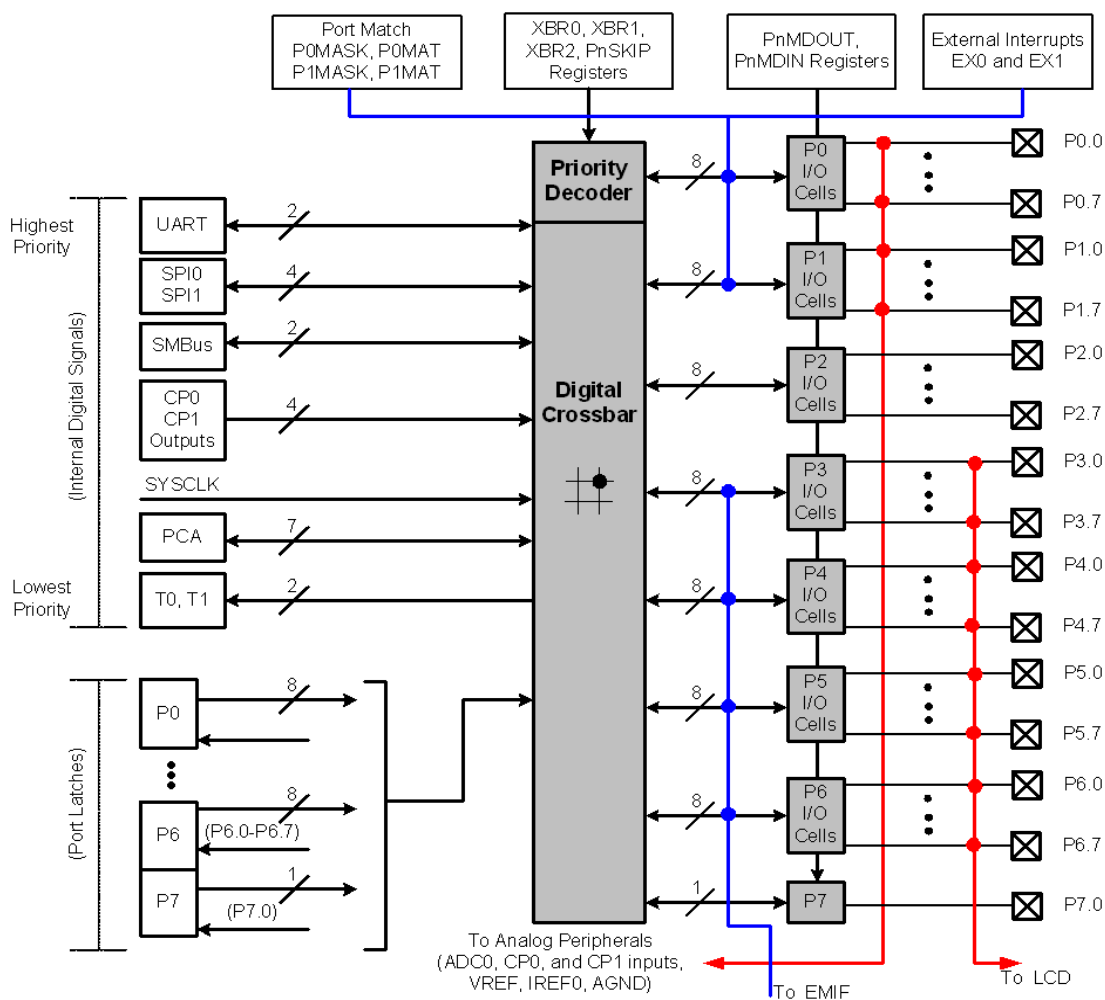 Port Match
P0MASK, P0MAT
P1MASK, P1MAT
XBR0, XBR1,
XBR2, PnSKIP
Registers
PnMDOUT,
PnMDIN Registers
External Interrupts
EX0 and EX1
Highest
Priority
(Internal Digital Signals)
Lowest
Priority
UART
2
SPI0
SPI1
4
SMBus
2
CP0
CP1
Outputs
4
SYSCLK
PCA
7
T0, T1
2
(Port Latches)
P0
8
P6
8
(P6.0-P6.7)
P7
1
(P7.0)
Priority
Decoder
Digital
Crossbar
8
P0
I/O
Cells
P0.0
P0.7
8
P1
I/O
Cells
P1.0
P1.7
8
P2
I/O
Cells
P2.0
P2.7
8
P3
I/O
Cells
P3.0
P3.7
8
P4
I/O
Cells
P4.0
P4.7
8
P5
I/O
Cells
P5.0
P5.7
8
P6
I/O
Cells
P6.0
P6.7
1
P7
P7.0
To Analog Peripherals
(ADC0, CP0, and CP1 inputs,
VREF, IREF0, AGND)
To EMIF
To LCD